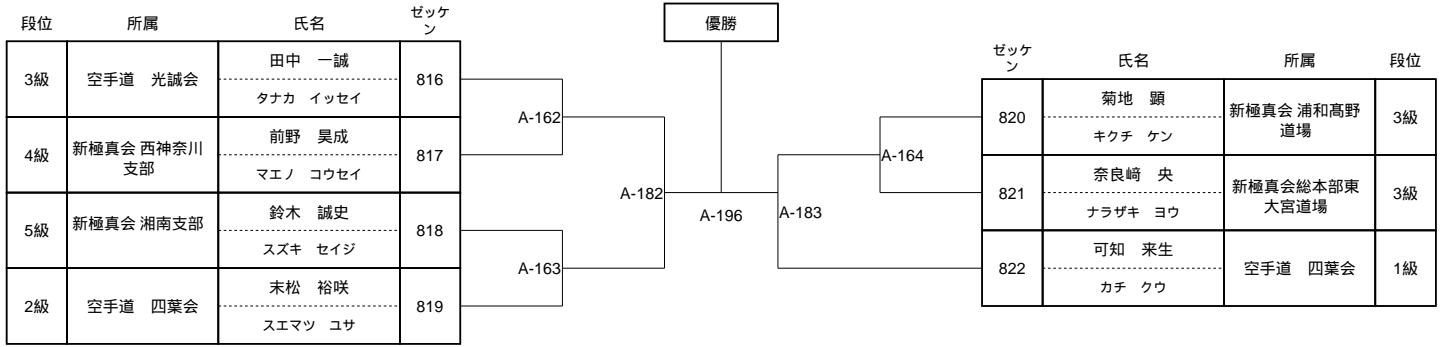 段位 所属 氏名 ゼッケ
ン
3級 空手道　光誠会 田中　一誠 816
タナカ　イッセイ
4級 新極真会 西神奈川
支部 前野　昊成 817
マエノ　コウセイ
5級 新極真会 湘南支部 鈴木　誠史 818
スズキ　セイジ
2級 空手道　四葉会 末松　裕咲 819
スエマツ　ユサ
A-162
A-163
A-182
優勝
A-196
A-183
A-164
ゼッケ
ン 氏名 所属 段位
820 菊地　顕 新極真会 浦和髙野
道場 3級
キクチ　ケン
821 奈良﨑　央 新極真会総本部東
大宮道場 3級
ナラザキ　ヨウ
822 可知　来生 空手道　四葉会 1級
カチ　クウ